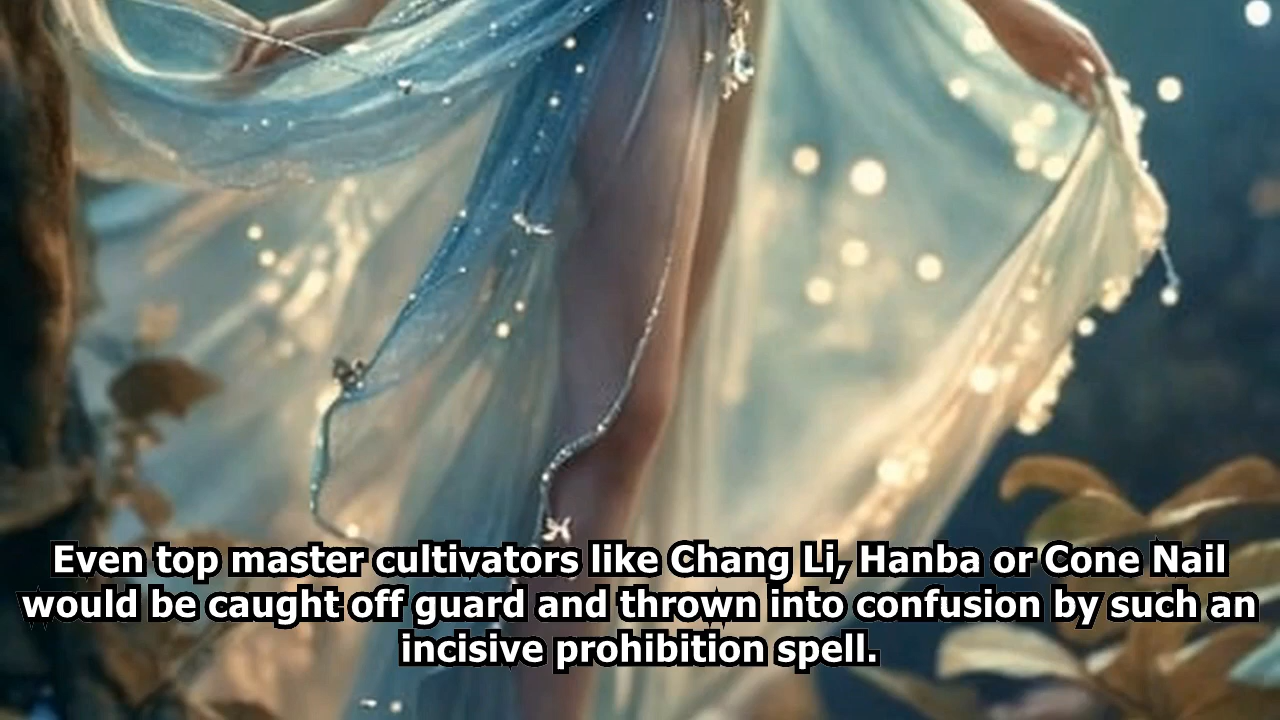 Even top master cultivators like Chang Li, Hanba or Cone Nail
would be caught off guard and thrown into confusion by such an
incisive prohibition spell.